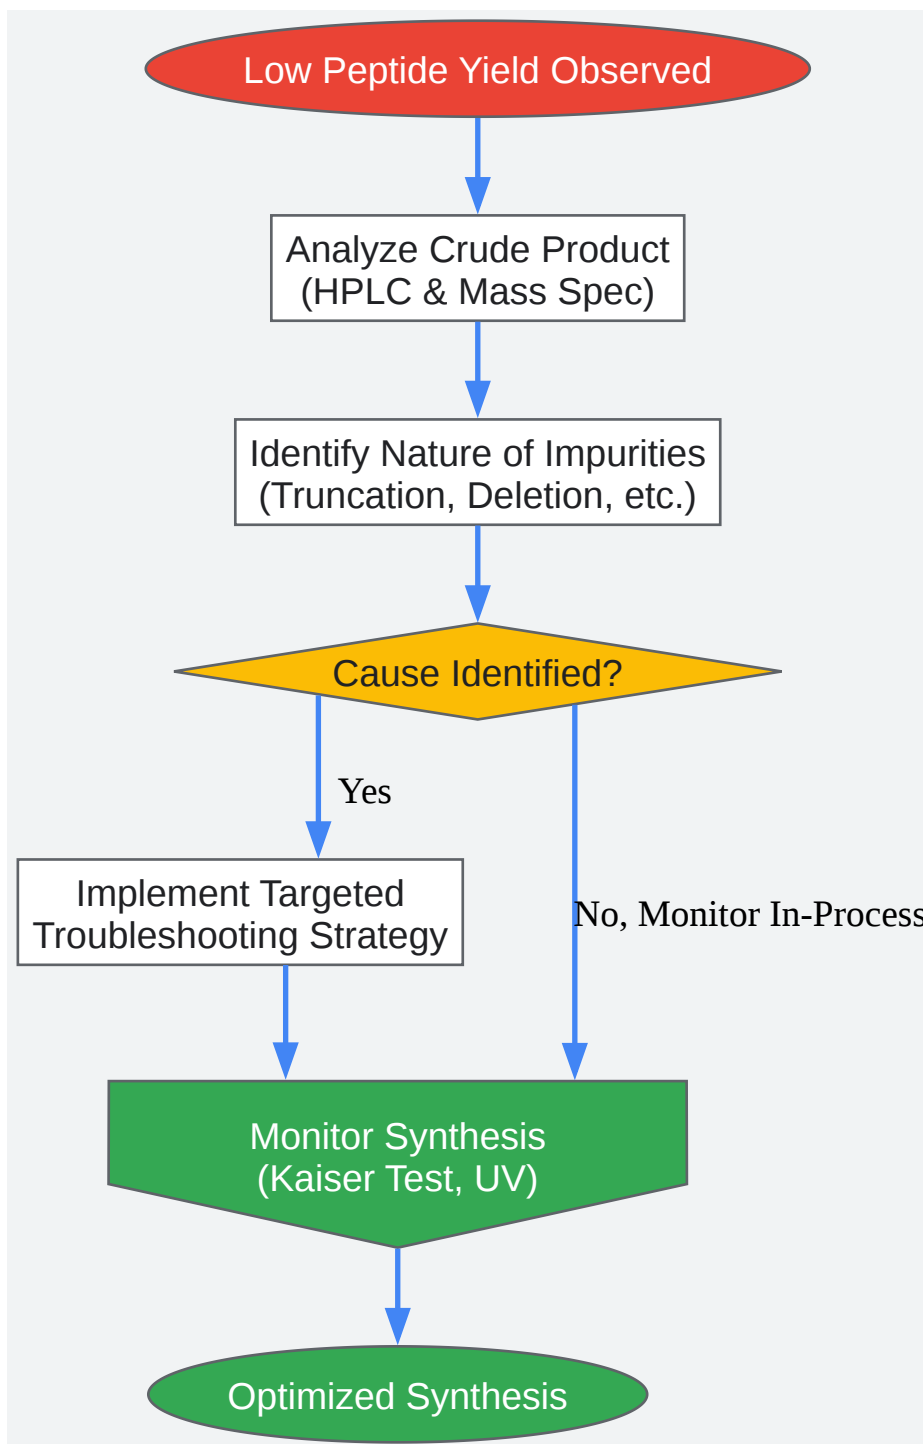 Low Peptide Yield Observed
Analyze Crude Product
(HPLC & Mass Spec)
Identify Nature of Impurities
(Truncation, Deletion, etc.)
Cause Identified?
Yes
Implement Targeted
Troubleshooting Strategy
No, Monitor In-Process
Monitor Synthesis
(Kaiser Test, UV)
Optimized Synthesis